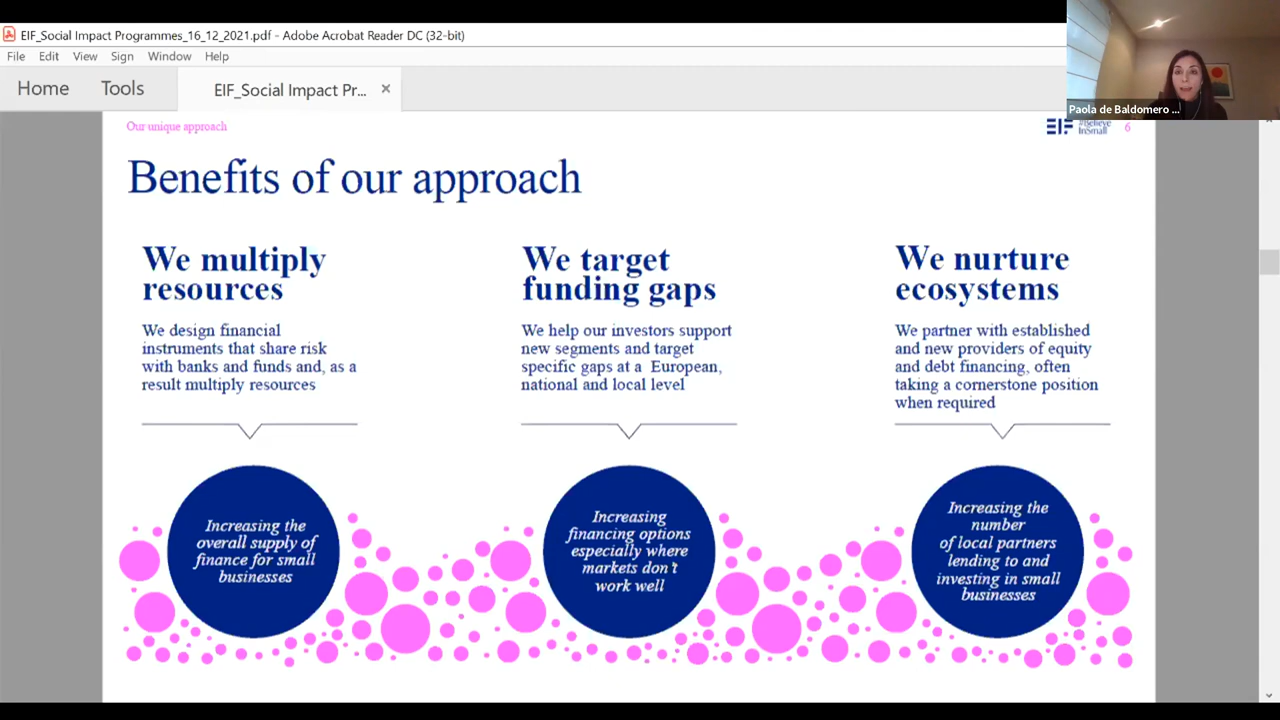 EIF_Social Impact Programmes_16_12_2021.pdf - Adobe Acrobat Reader DC (32-bit)
File Edit View Sign Window Help
Home Tools EIF_Social Impact Pr... ×
Paola de Baldomero ...
Our unique approach
EIF #Believe InSmall 6
Benefits of our approach
We multiply
resources
We design financial
instruments that share risk
with banks and funds and, as a
result multiply resources
Increasing the
overall supply of
finance for small
businesses
We target
funding gaps
We help our investors support
new segments and target
specific gaps at a European,
national and local level
Increasing
financing options
especially where
markets don't
work well
We nurture
ecosystems
We partner with established
and new providers of equity
and debt financing, often
taking a cornerstone position
when required
Increasing the
number
of local partners
lending to and
investing in small
businesses